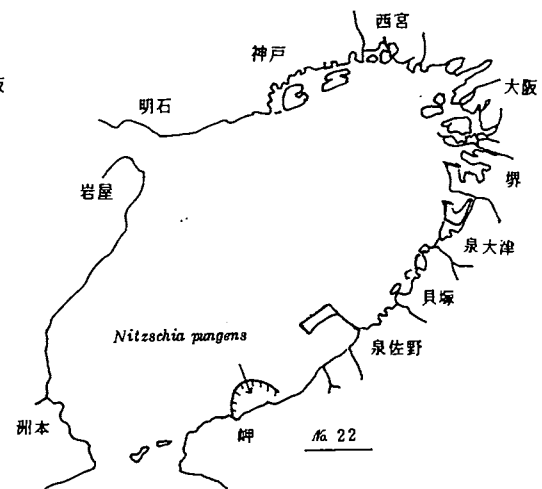 西宮
神戸
阪
大阪
明石
堺
岩屋
泉大津
貝塚
Nitzschia pungens
泉佐野
洲本
岬
№ 22